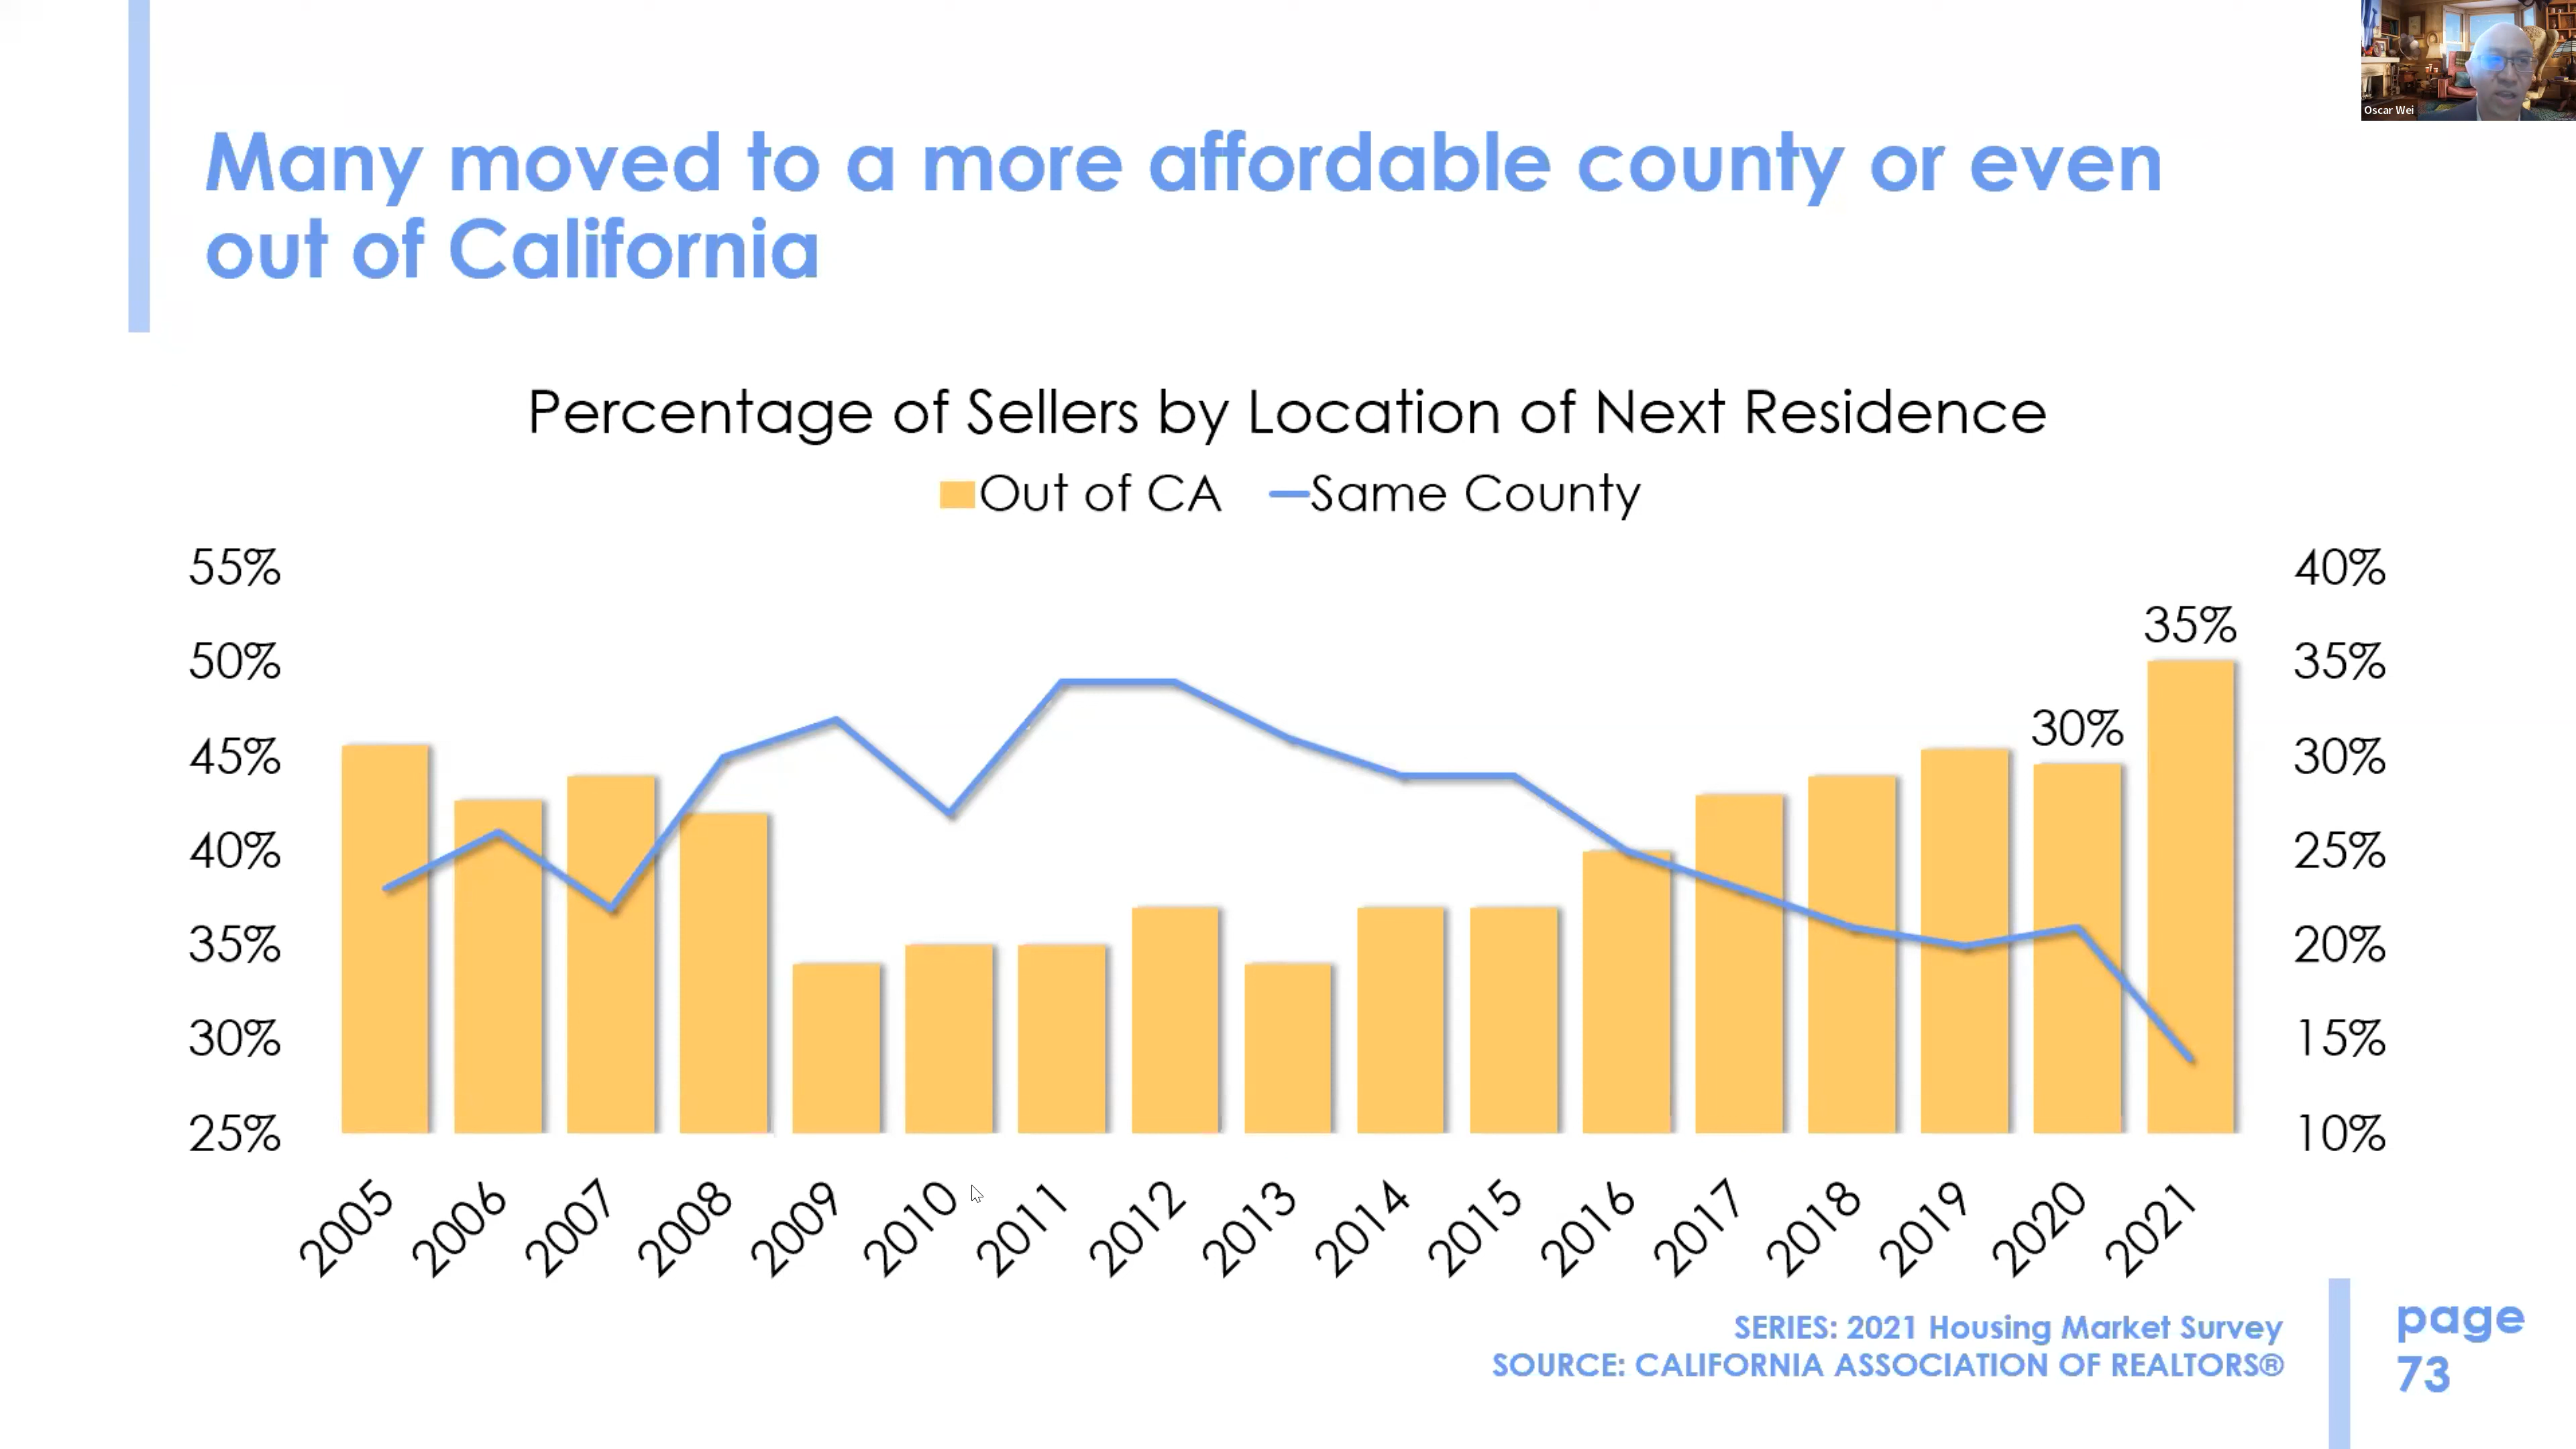 Oscar Wei
Many moved to a more affordable county or even
out of California
Percentage of Sellers by Location of Next Residence
Out of CA Same County
55% 40%
35%
50% 35%
30%
45% 30%
40% 25%
35% 20%
30% 15%
25% 10%
2005 2006 2007 2008 2009 2010 2011 2012 2013 2014 2015 2016 2017 2018 2019 2020 2021
SERIES: 2021 Housing Market Survey
SOURCE: CALIFORNIA ASSOCIATION OF REALTORS®
page
73